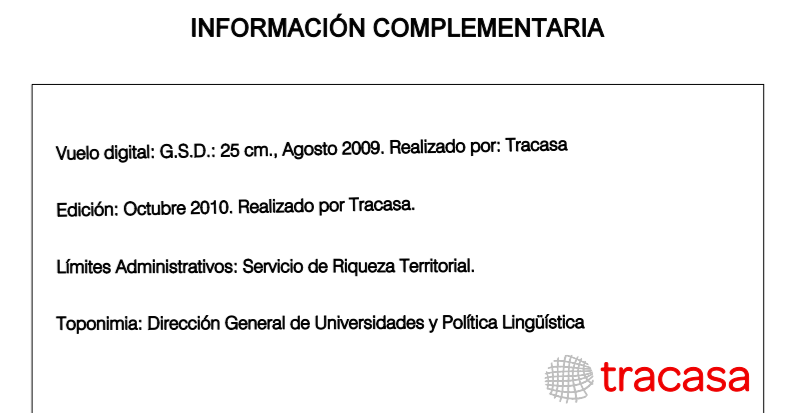 INFORMACIÓN COMPLEMENTARIA
Vuelo digital: G.S.D.: 25 cm., Agosto 2009. Realizado por: Tracasa
Edición: Octubre 2010. Realizado por Tracasa.
Límites Administrativos: Servicio de Riqueza Territorial.
Toponimia: Dirección General de Universidades y Política Lingüística
tracasa